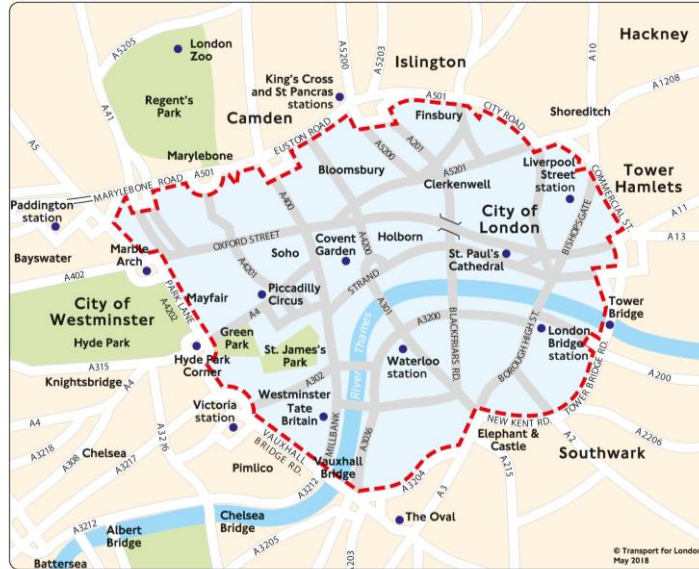 Hackney
A5205
London
Zoo
A5200
A5203
Islington
A10
A1208
King's Cross
and St Pancras
stations
A41
Regent's
Park
Camden
A501
CITY ROAD
Shoreditch
Finsbury
EUSTON ROAD
A5
Marylebone
A5200
A201
Bloomsbury
A5201
Liverpool
Street
station
COMMERCIAL ST.
Tower
Hamlets
MARYLEBONE ROAD
A501
Clerkenwell
Paddington
station
A400
City of
London
BISHOPSGATE
A11
A13
OXFORD STREET
Soho
Covent
Garden
A4200
Holborn
St. Paul's
Cathedral
Bayswater
Marble
Arch
A402
A4201
PARK LANE
A4202
Mayfair
Piccadilly
Circus
STRAND
City of
Westminster
Hyde Park
A4
A301
A3200
BLACKFRIARS RD.
BOROUGH HIGH ST.
Tower
Bridge
Green
Park
St. James's
Park
River Thames
London
Bridge
station
TOWER BRIDGE RD.
A315
Hyde Park
Corner
Waterloo
station
Knightsbridge
A4
A302
A200
Victoria
station
Westminster
Tate
Britain
MILLBANK
A3036
NEW KENT RD.
Elephant &
Castle
A2
A2206
A4
A3218
A308
A3217
Chelsea
A3216
VAUXHALL
BRIDGE RD.
Pimlico
Vauxhall
Bridge
A3204
A215
Southwark
A3212
A3
Chelsea
Bridge
The Oval
A3212
Albert
Bridge
A3205
A203
Battersea
© Transport for London
May 2018